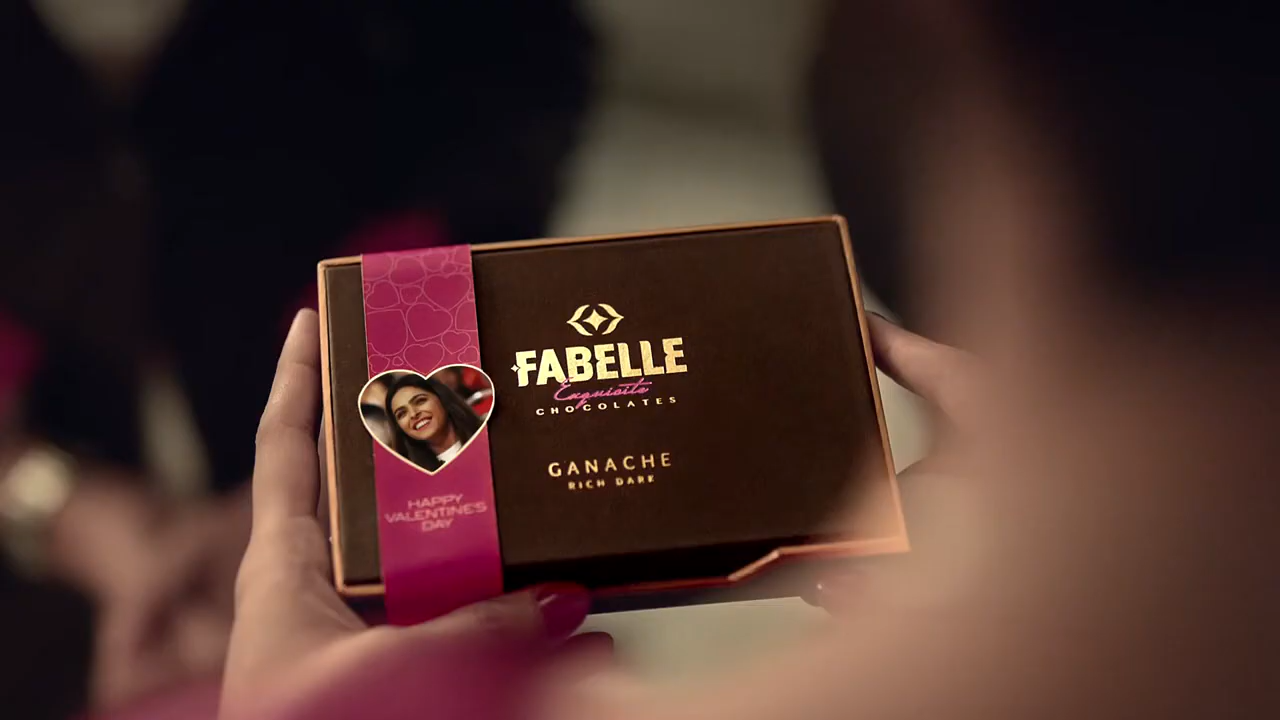 FABELLE
Exquisite
CHOCOLATES
GANACHE
RICH DARK
HAPPY
VALENTINE'S
DAY